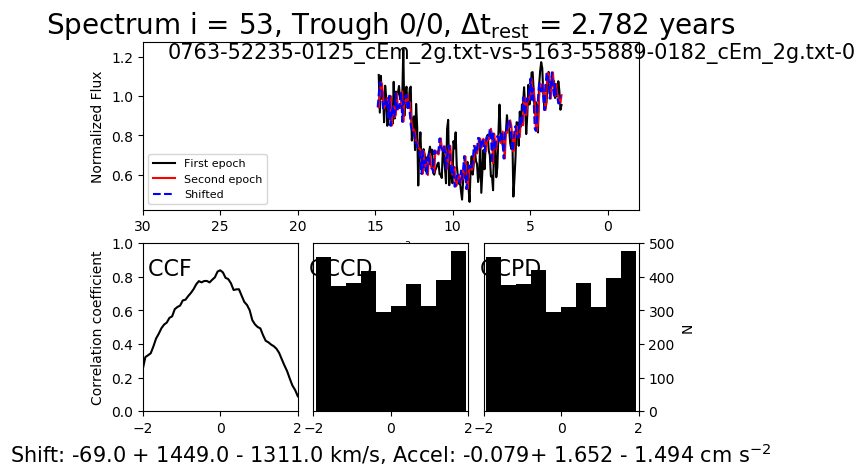 Spectrum i = 53, Trough 0/0, Δt_rest = 2.782 years
0763-52235-0125_cEm_2g.txt-vs-5163-55889-0182_cEm_2g.txt-0
Normalized Flux
1.2
1.0
0.8
0.6
First epoch
Second epoch
Shifted
30 25 20 15 10 5 0
Correlation coefficient
1.0
0.8
0.6
0.4
0.2
0.0
CCF
CCCD
CCPD
500
400
300
200
100
0
N
−2 0 2 −2 0 2 −2 0 2
Shift: -69.0 + 1449.0 - 1311.0 km/s, Accel: -0.079+ 1.652 - 1.494 cm s⁻²